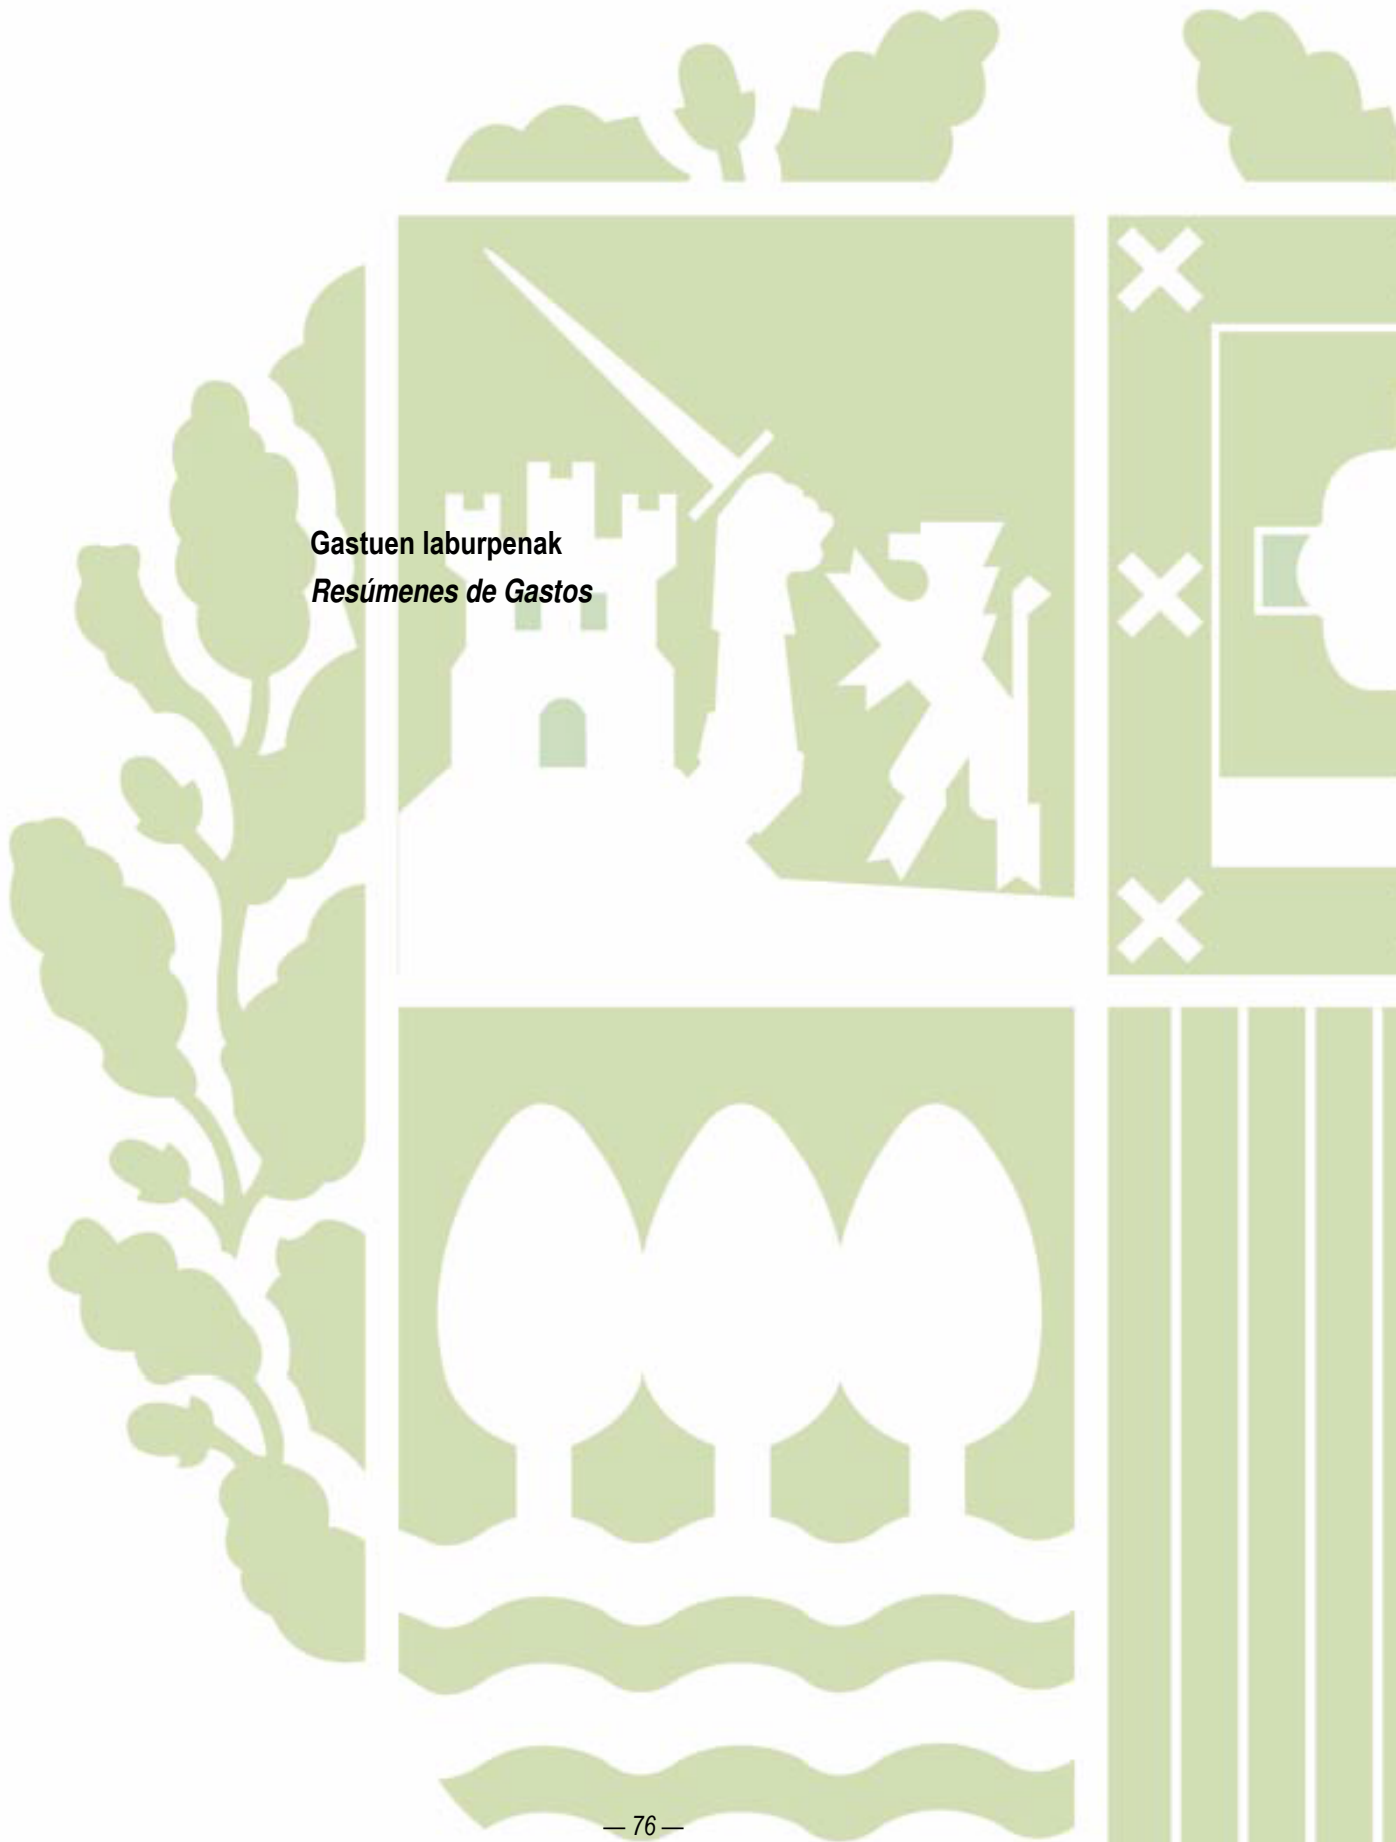 Gastuen laburpenak
Resúmenes de Gastos
— 76 —